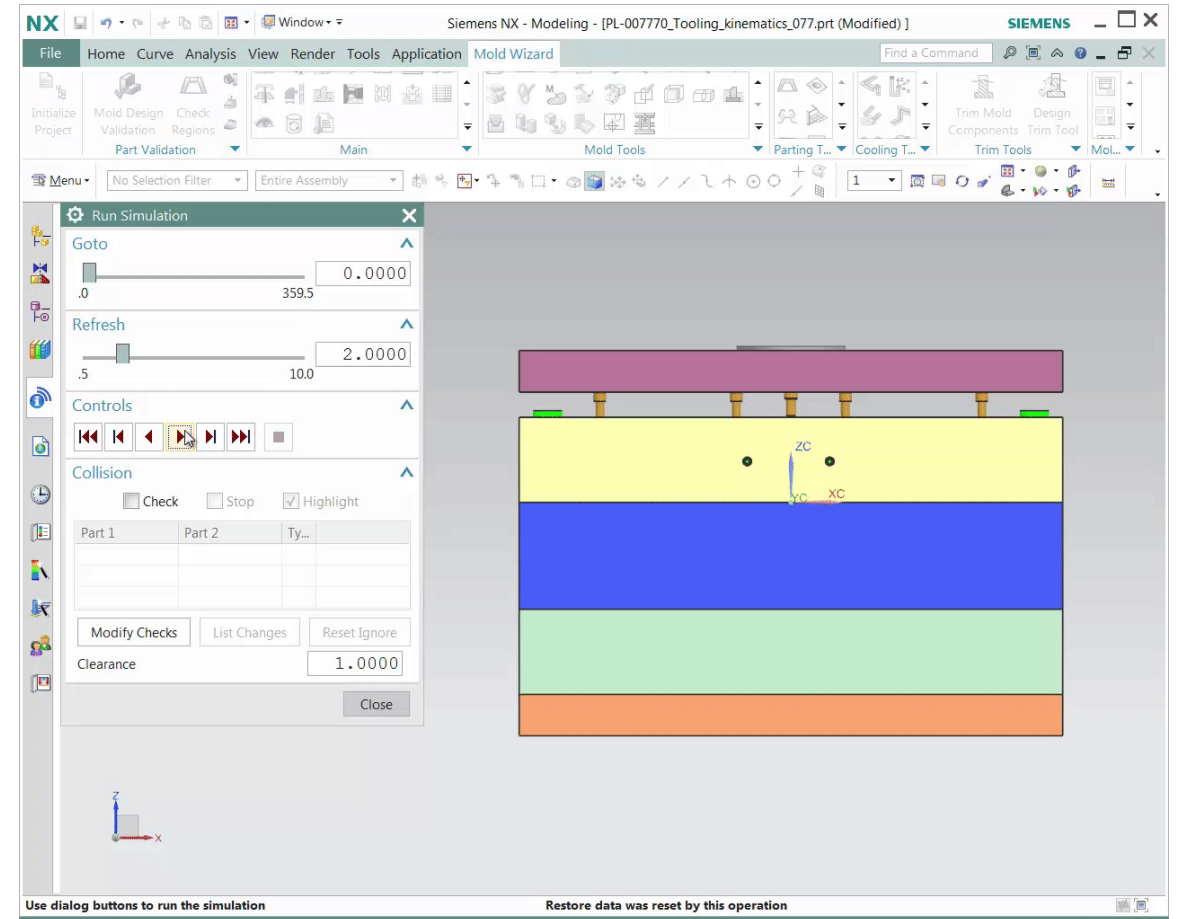 NX Window Siemens NX - Modeling - [PL-007770_Tooling_kinematics_077.prt (Modified) ] SIEMENS
File Home Curve Analysis View Render Tools Application Mold Wizard Find a Command
Initialize Project
Mold Design Validation
Check Regions
Trim Mold Components
Design Trim Tool
Part Validation Main Mold Tools Parting T... Cooling T... Trim Tools Mol...
Menu No Selection Filter Entire Assembly 1
Run Simulation
Goto
0.0000
.0 359.5
Refresh
2.0000
.5 10.0
Controls
Collision
Check Stop Highlight
Part 1 Part 2 Ty...
Modify Checks List Changes Reset Ignore
Clearance 1.0000
Close
ZC
YC XC
Z
X
Use dialog buttons to run the simulation Restore data was reset by this operation